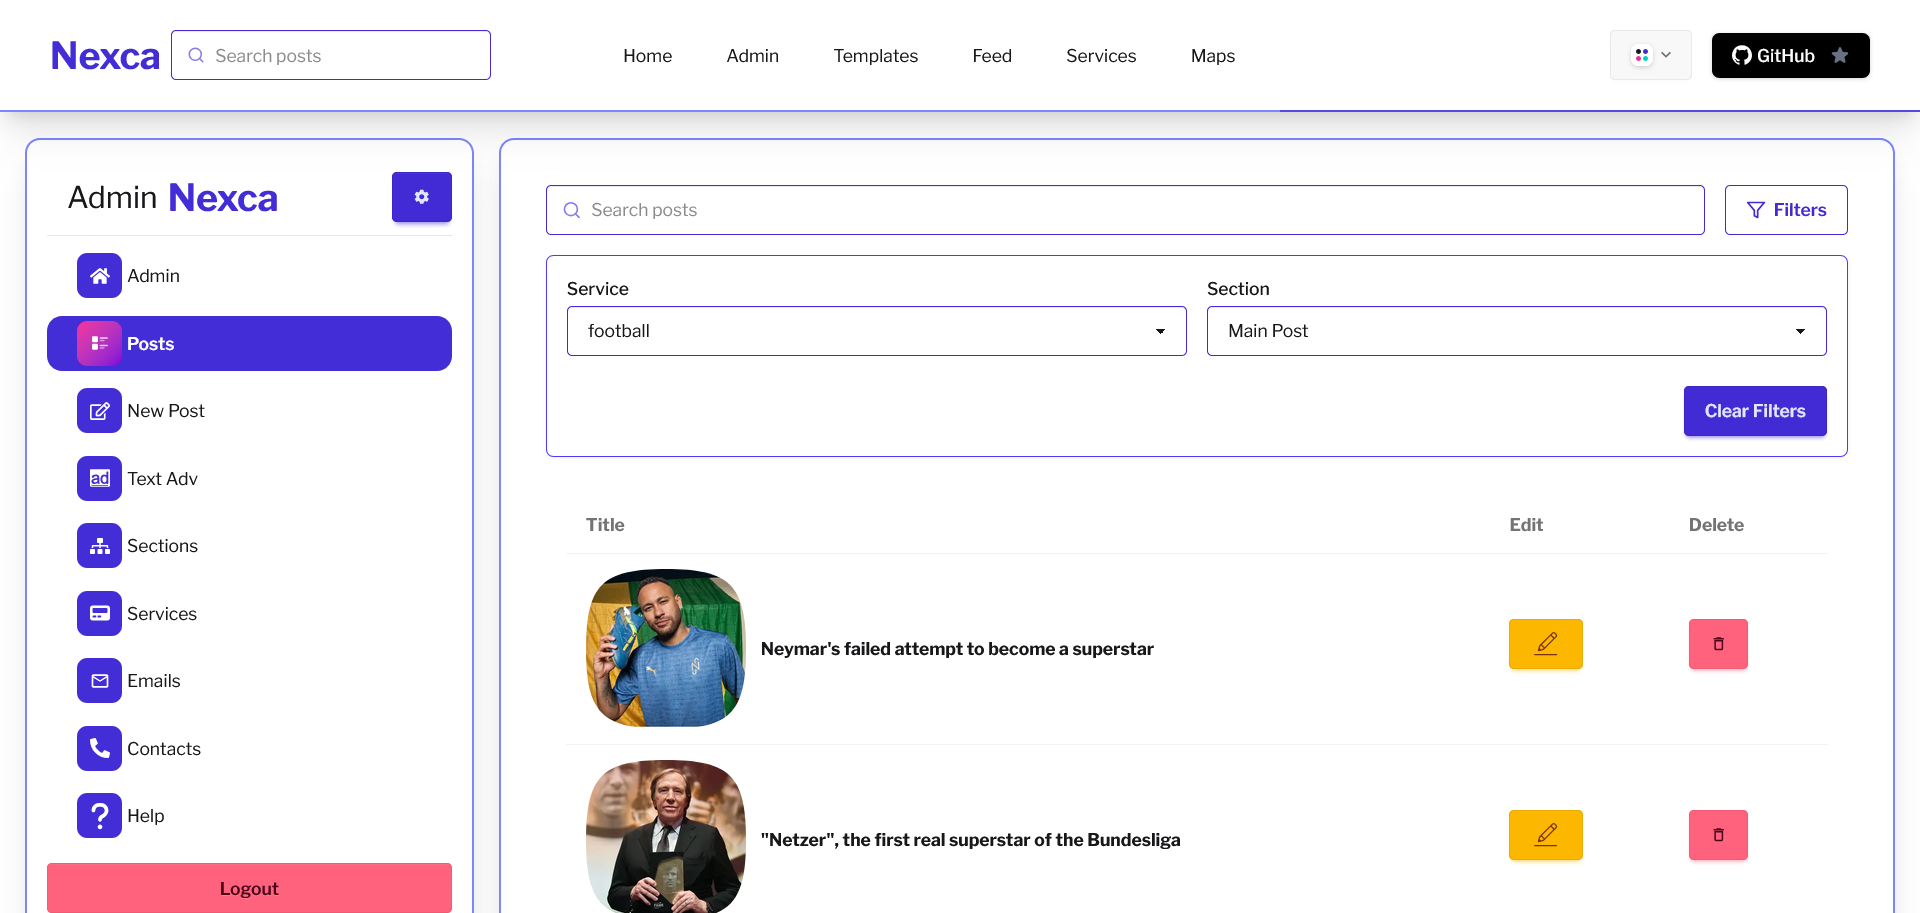 Nexca
Search posts
Home
Admin
Templates
Feed
Services
Maps
GitHub
Admin Nexca
Admin
Posts
New Post
ad
Text Adv
Sections
Services
Emails
Contacts
?
Help
Logout
Search posts
Filters
Service
Section
football
Main Post
Clear Filters
Title
Edit
Delete
Neymar's failed attempt to become a superstar
"Netzer", the first real superstar of the Bundesliga